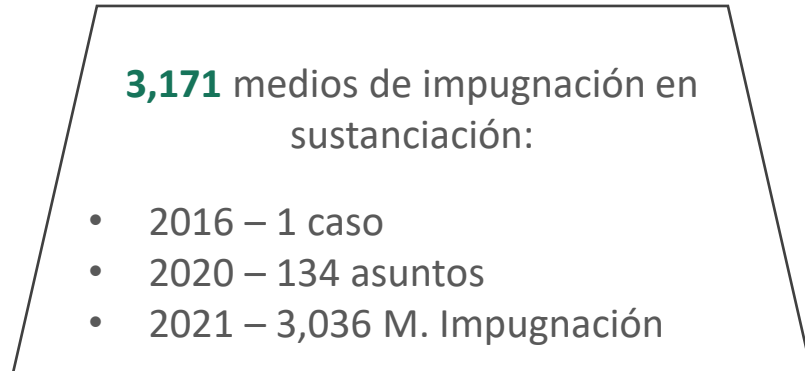 3,171 medios de impugnación en
sustanciación:
• 2016 – 1 caso
• 2020 – 134 asuntos
• 2021 – 3,036 M. Impugnación